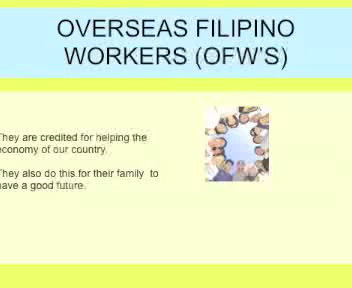 OVERSEAS FILIPINO
WORKERS (OFW'S)
They are credited for helping the
economy of our country.
They also do this for their family to
have a good future.